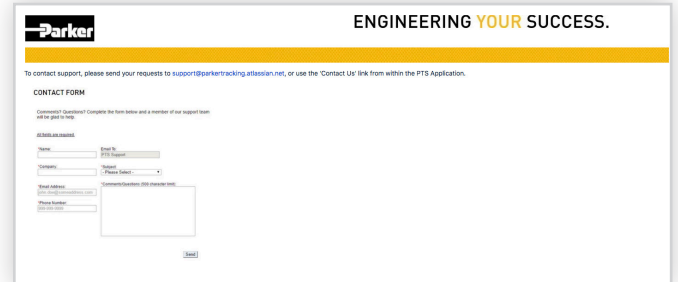 Parker
ENGINEERING YOUR SUCCESS.
To contact support, please send your requests to support@parkertracking.atlassian.net, or use the 'Contact Us' link from within the PTS Application.
CONTACT FORM
Comments? Questions? Complete the form below and a member of our support team
will be glad to help.
All fields are required.
*Name:
Email To:
PTS Support
*Company:
*Subject:
- Please Select -
*Email Address:
*Comments/Questions (500 character limit):
*Phone Number:
Send